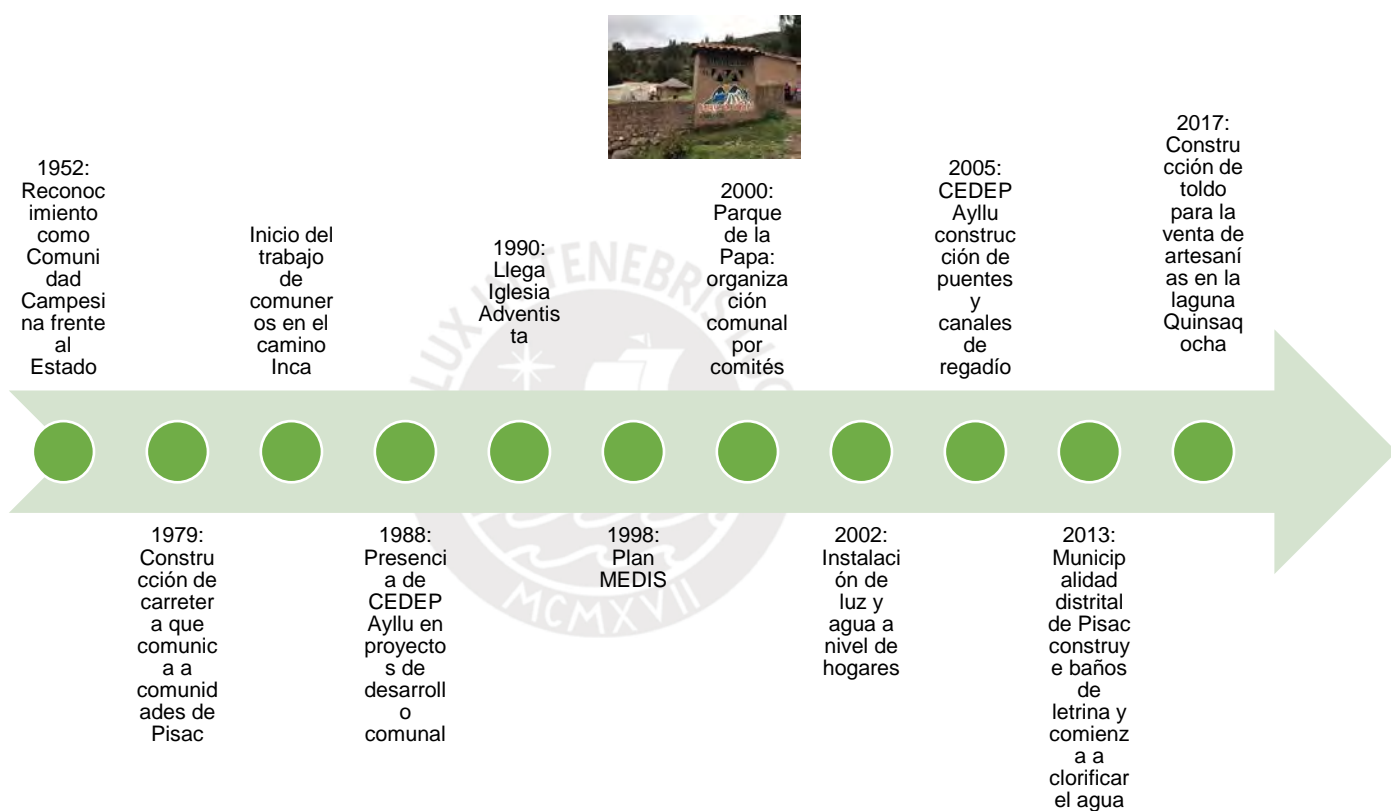 1952:
Reconoc
imiento
como
Comuni
dad
Campesi
na frente
al
Estado
1979:
Constru
cción de
carreter
a que
comunic
a a
comunid
ades de
Pisac
Inicio del
trabajo
de
comuner
os en el
camino
Inca
1988:
Presenci
a de
CEDEP
Ayllu en
proyecto
s de
desarroll
o
comunal
1990:
Llega
Iglesia
Adventis
ta
1998:
Plan
MEDIS
2000:
Parque
de la
Papa:
organiza
ción
comunal
por
comités
2002:
Instalaci
ón de
luz y
agua a
nivel de
hogares
2005:
CEDEP
Ayllu
construc
ción de
puentes
y
canales
de
regadío
2013:
Municip
alidad
distrital
de Pisac
construy
e baños
de
letrina y
comienz
a a
clorificar
el agua
2017:
Constru
cción de
toldo
para la
venta de
artesaní
as en la
laguna
Quinsaq
ocha
MCMXVII